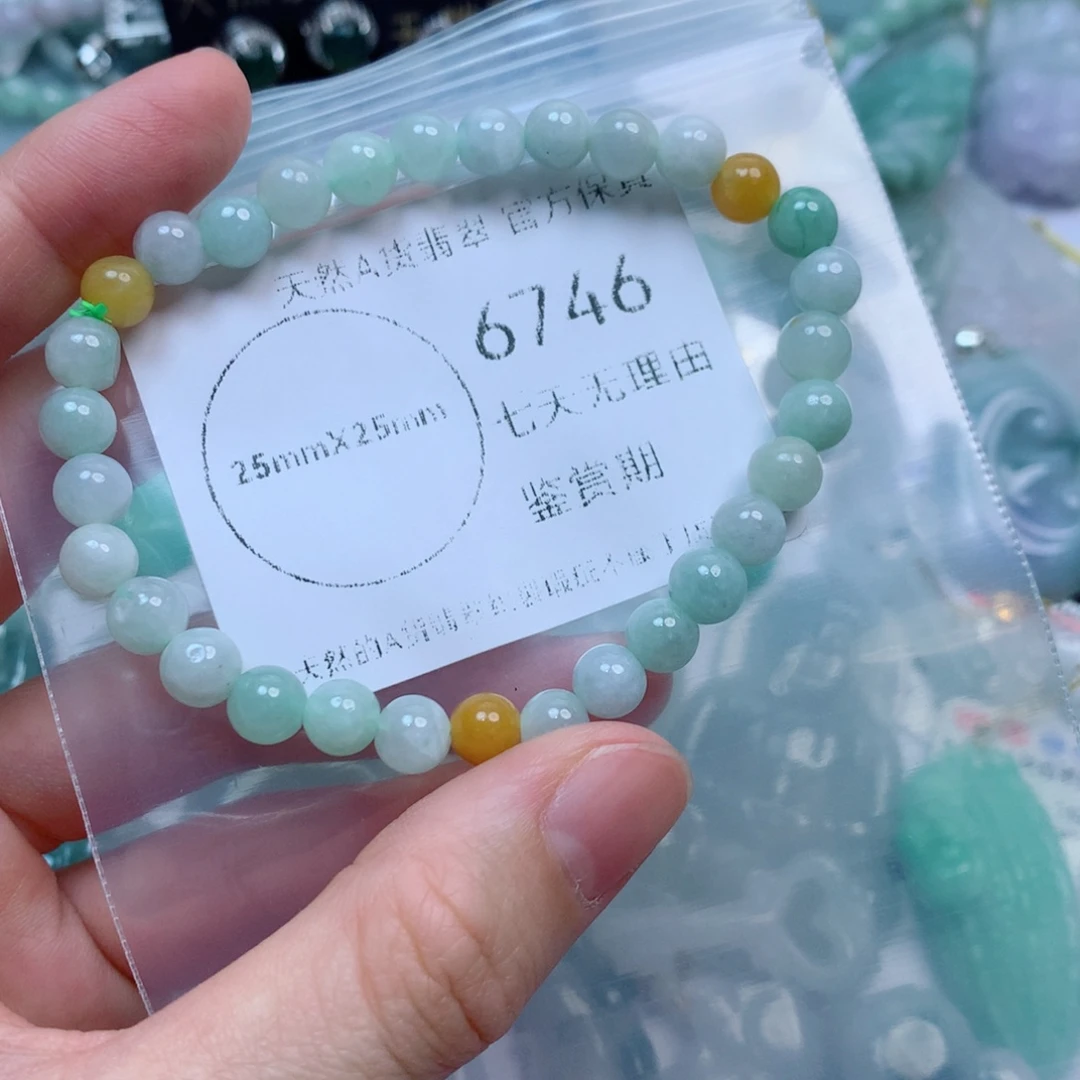 天然A货翡翠 官方保真
6746
25mmX25mm
七天无理由
鉴赏期
天然的A货翡翠